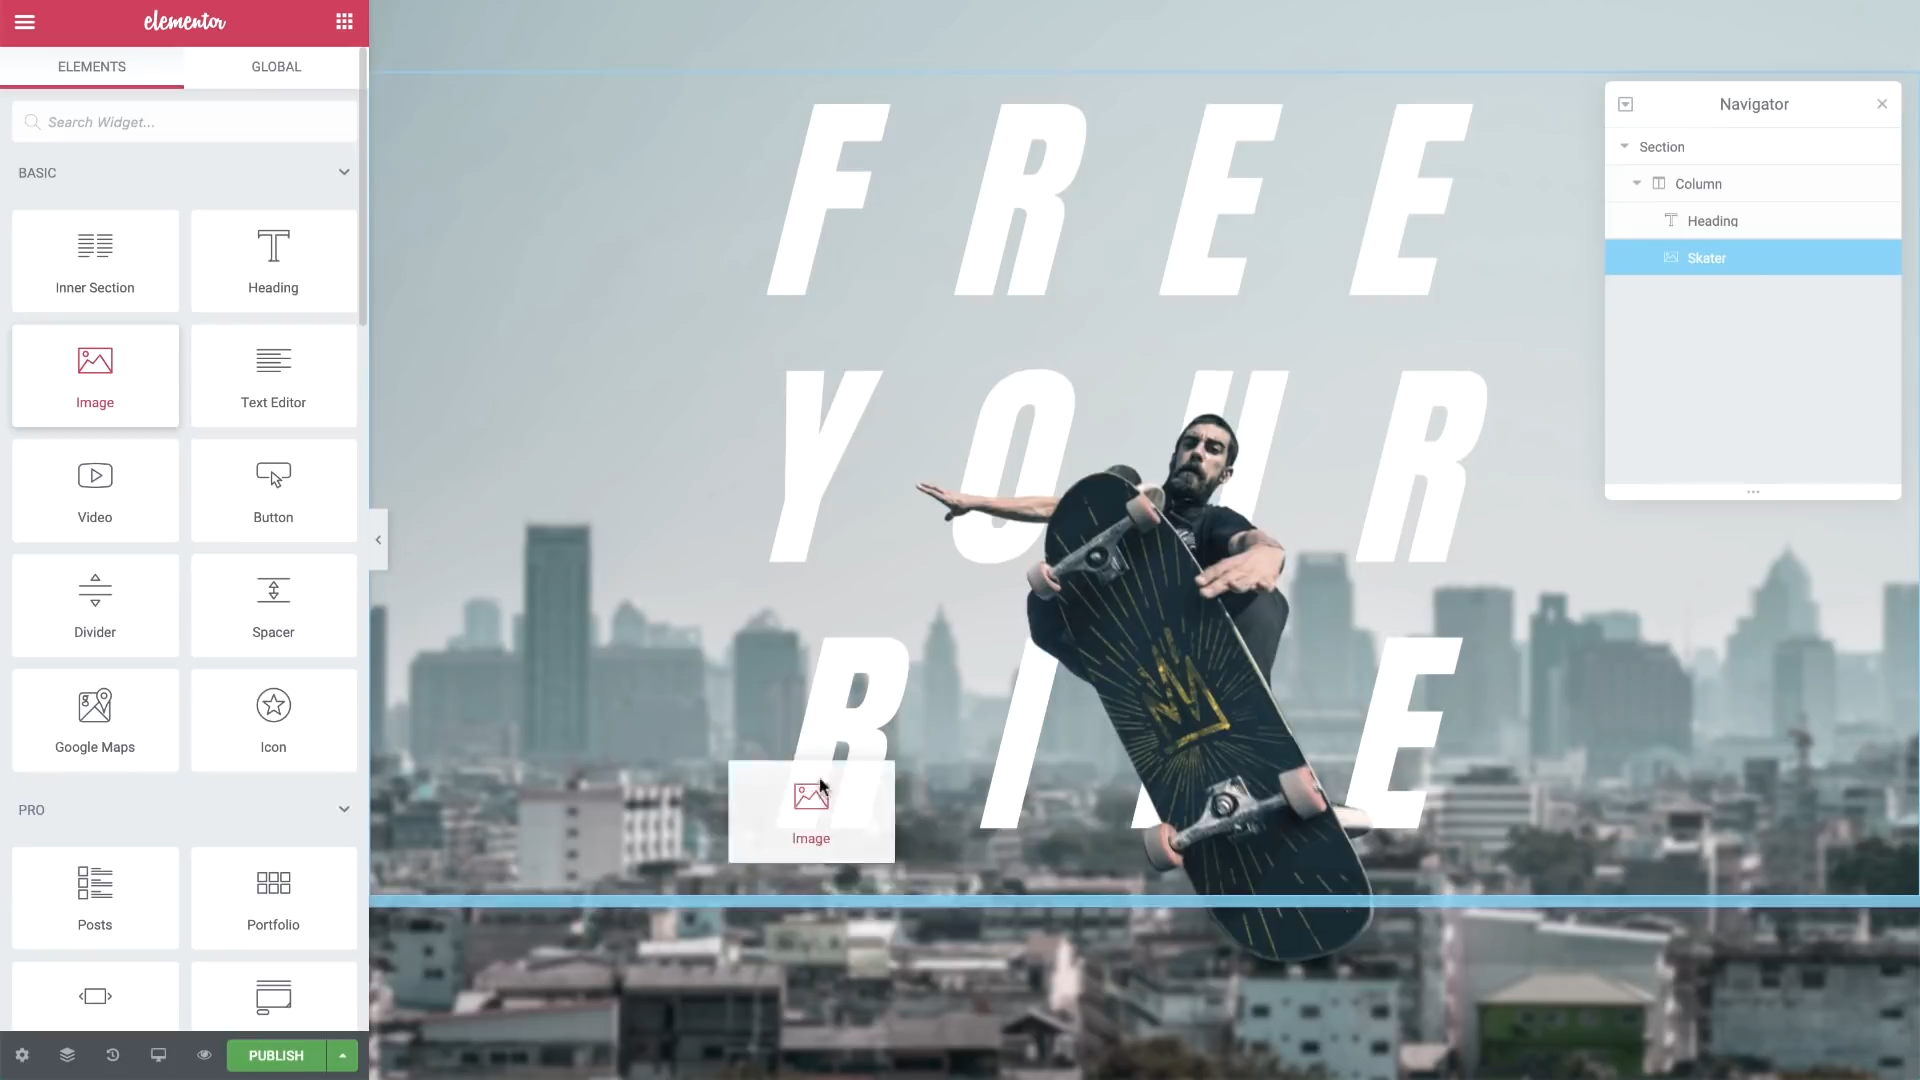 elementor
ELEMENTS
GLOBAL
Search Widget...
BASIC
Inner Section
Heading
Image
Text Editor
Video
Button
Divider
Spacer
Google Maps
Icon
PRO
Posts
Portfolio
PUBLISH
FREE
YOUR
RI E
Image
Navigator
Section
Column
Heading
Skater